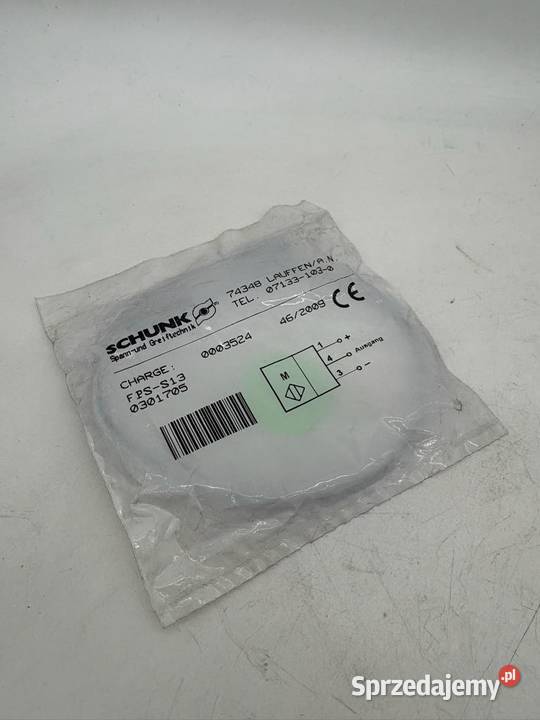 SCHUNK ®
Spann-und Greiftechnik
74348 LAUFFEN/A.N.
TEL. 07133-103-0
CHARGE: 0003524 46/2009 CE
FPS-S13
0301705
M
1 +
4 Ausgang
3 -
Sprzedajemy.pl